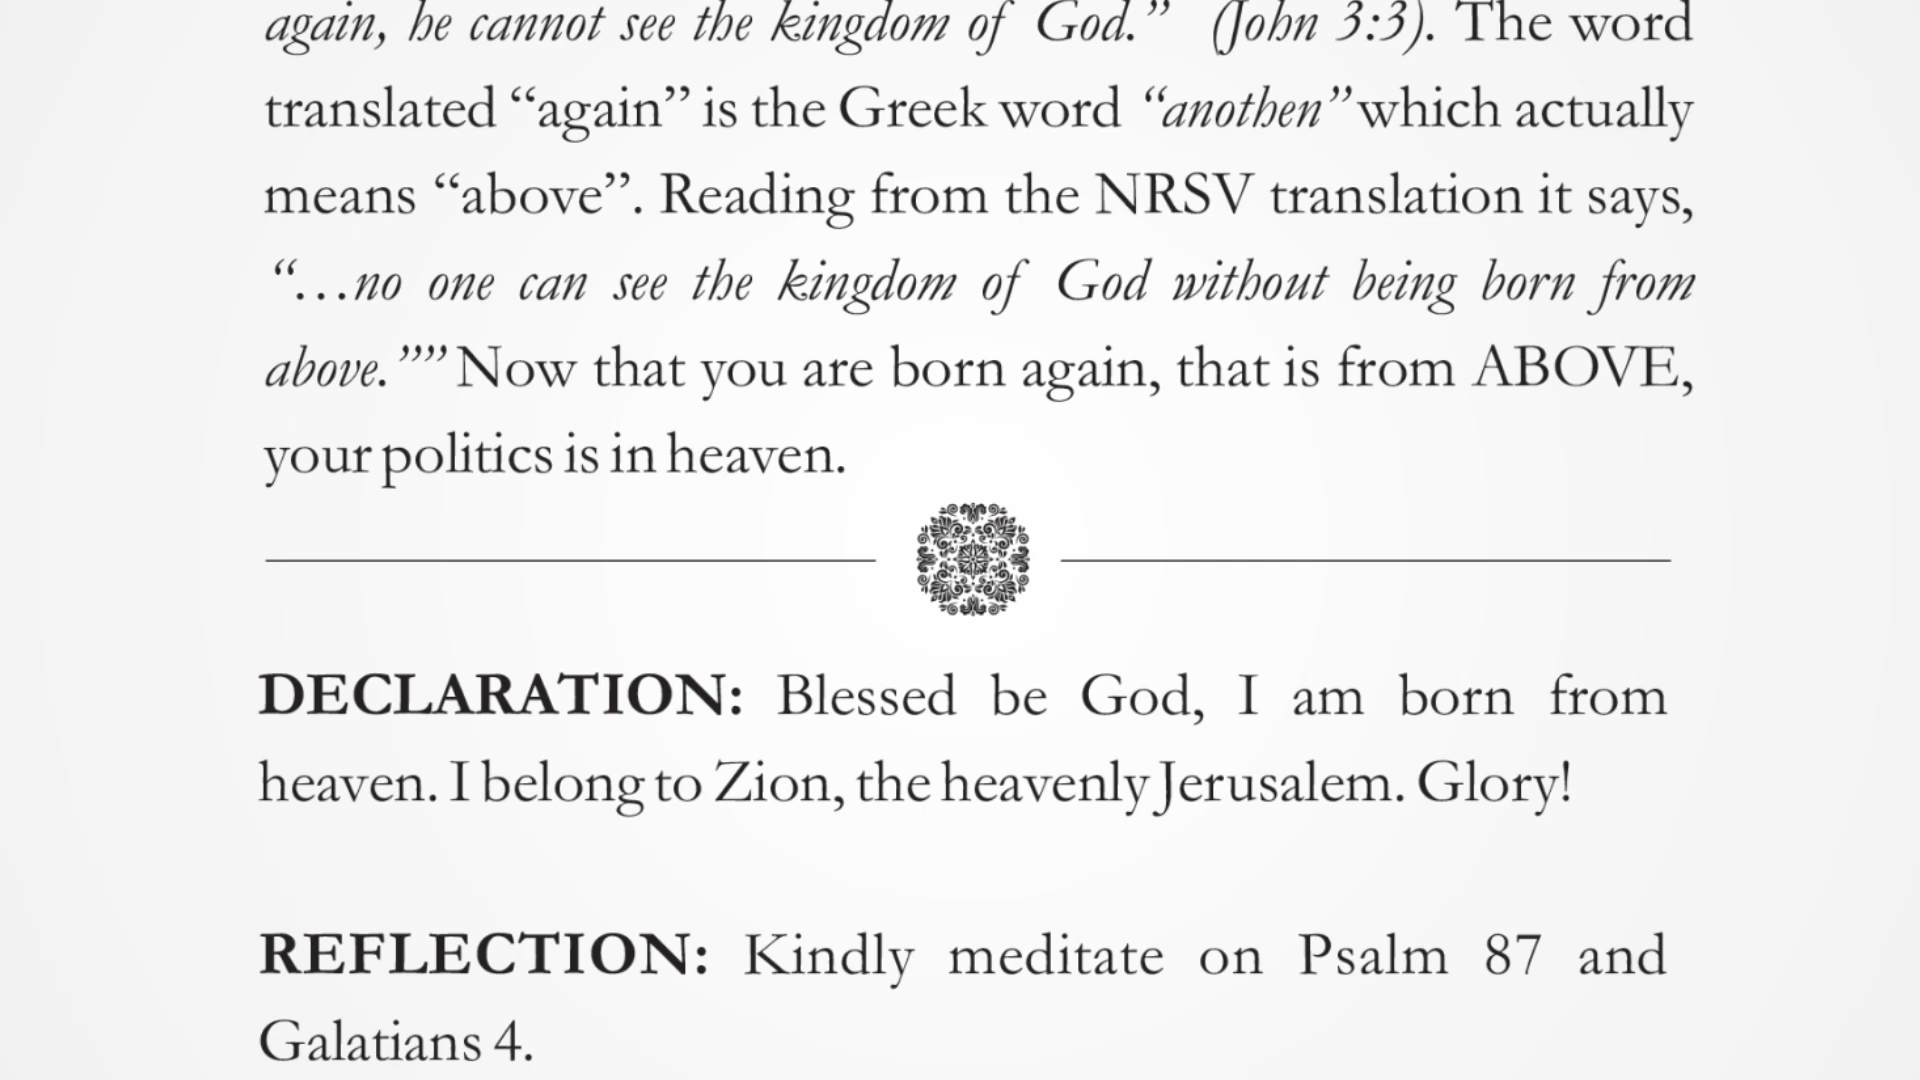 again, he cannot see the kingdom of God.” (John 3:3). The word
translated “again” is the Greek word “anothen” which actually
means “above”. Reading from the NRSV translation it says,
“…no one can see the kingdom of God without being born from
above.”” Now that you are born again, that is from ABOVE,
your politics is in heaven.
DECLARATION: Blessed be God, I am born from
heaven. I belong to Zion, the heavenly Jerusalem. Glory!
REFLECTION: Kindly meditate on Psalm 87 and
Galatians 4.